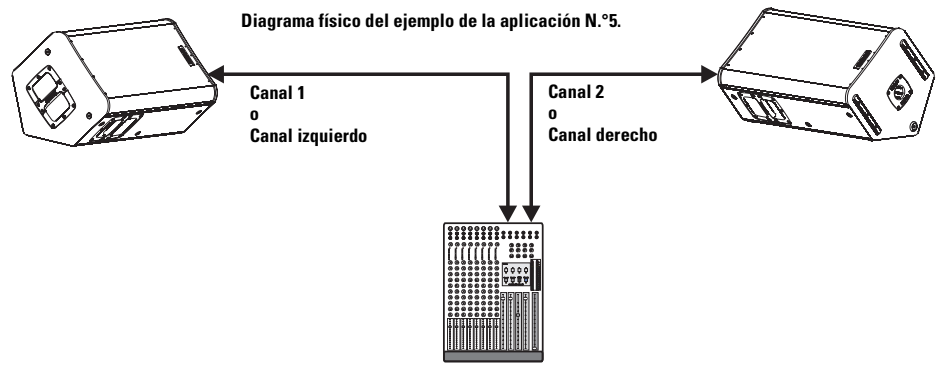 Diagrama físico del ejemplo de la aplicación N.°5.
Canal 1
o
Canal izquierdo
Canal 2
o
Canal derecho